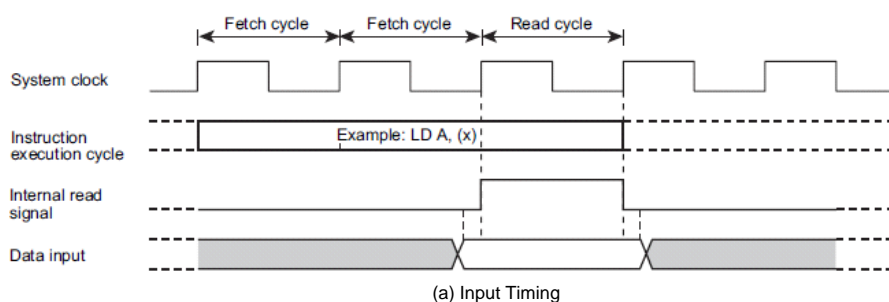 Fetch cycle Fetch cycle Read cycle
System clock
Instruction
execution cycle
Example: LD A, (x)
Internal read
signal
Data input
(a) Input Timing